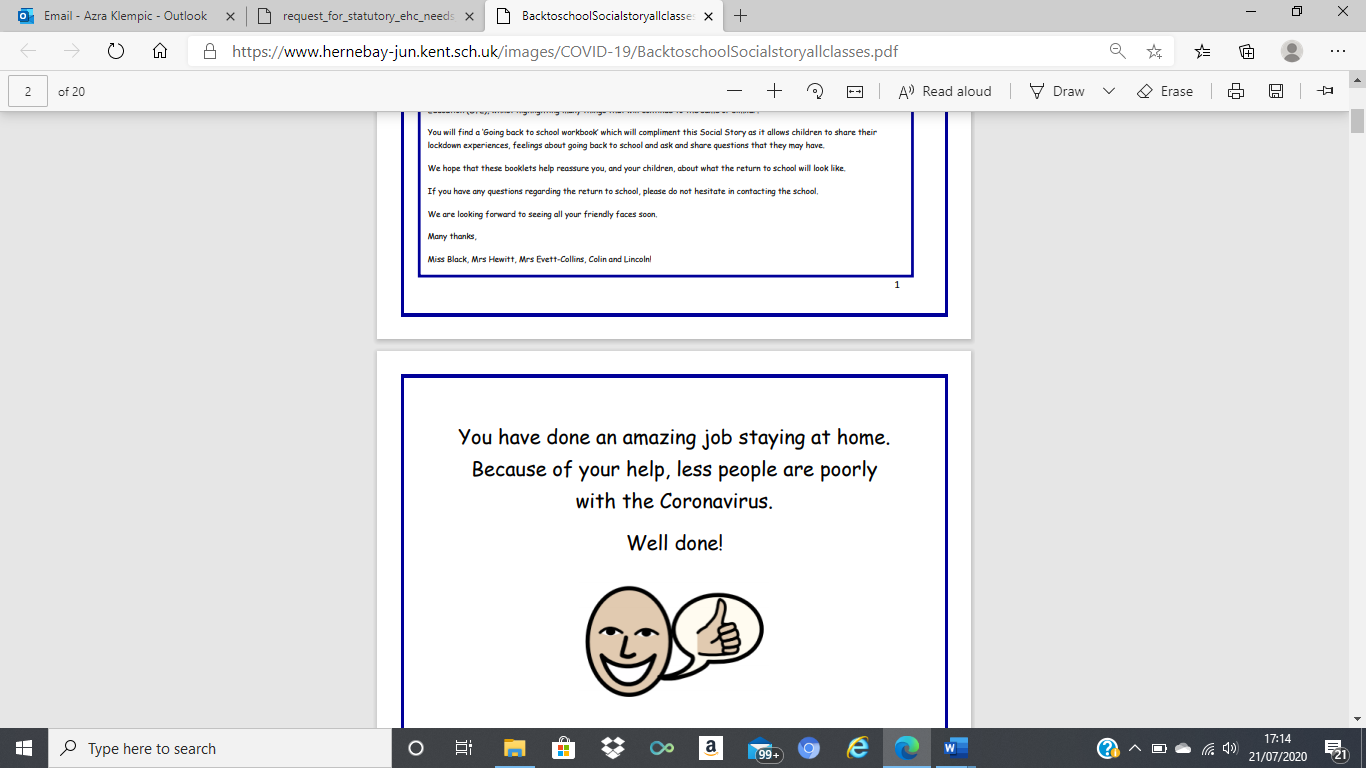 Email - Azra Klempic - Outlook
request_for_statutory_ehc_needs
BacktoschoolSocialstoryallclasses
https://www.hernebay-jun.kent.sch.uk/images/COVID-19/BacktoschoolSocialstoryallclasses.pdf
2 of 20
Read aloud
Draw
Erase
You will find a 'Going back to school workbook' which will compliment this Social Story as it allows children to share their
lockdown experiences, feelings about going back to school and ask and share questions that they may have.
We hope that these booklets help reassure you, and your children, about what the return to school will look like.
If you have any questions regarding the return to school, please do not hesitate in contacting the school.
We are looking forward to seeing all your friendly faces soon.
Many thanks,
Miss Black, Mrs Hewitt, Mrs Evett-Collins, Colin and Lincoln!
1
You have done an amazing job staying at home.
Because of your help, less people are poorly
with the Coronavirus.
Well done!
Type here to search
99+
17:14
21/07/2020
21